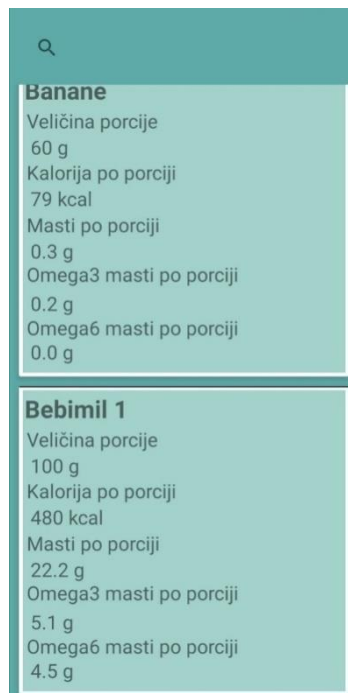 Banane
Veličina porcije
60 g
Kalorija po porciji
79 kcal
Masti po porciji
0.3 g
Omega3 masti po porciji
0.2 g
Omega6 masti po porciji
0.0 g
Bebimil 1
Veličina porcije
100 g
Kalorija po porciji
480 kcal
Masti po porciji
22.2 g
Omega3 masti po porciji
5.1 g
Omega6 masti po porciji
4.5 g